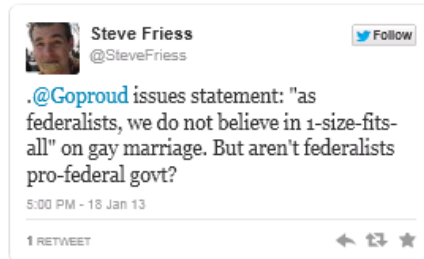 Steve Friess
@SteveFriess
Follow
.@Goproud issues statement: "as
federalists, we do not believe in 1-size-fits-
all" on gay marriage. But aren't federalists
pro-federal govt?
5:00 PM - 18 Jan 13
1 RETWEET